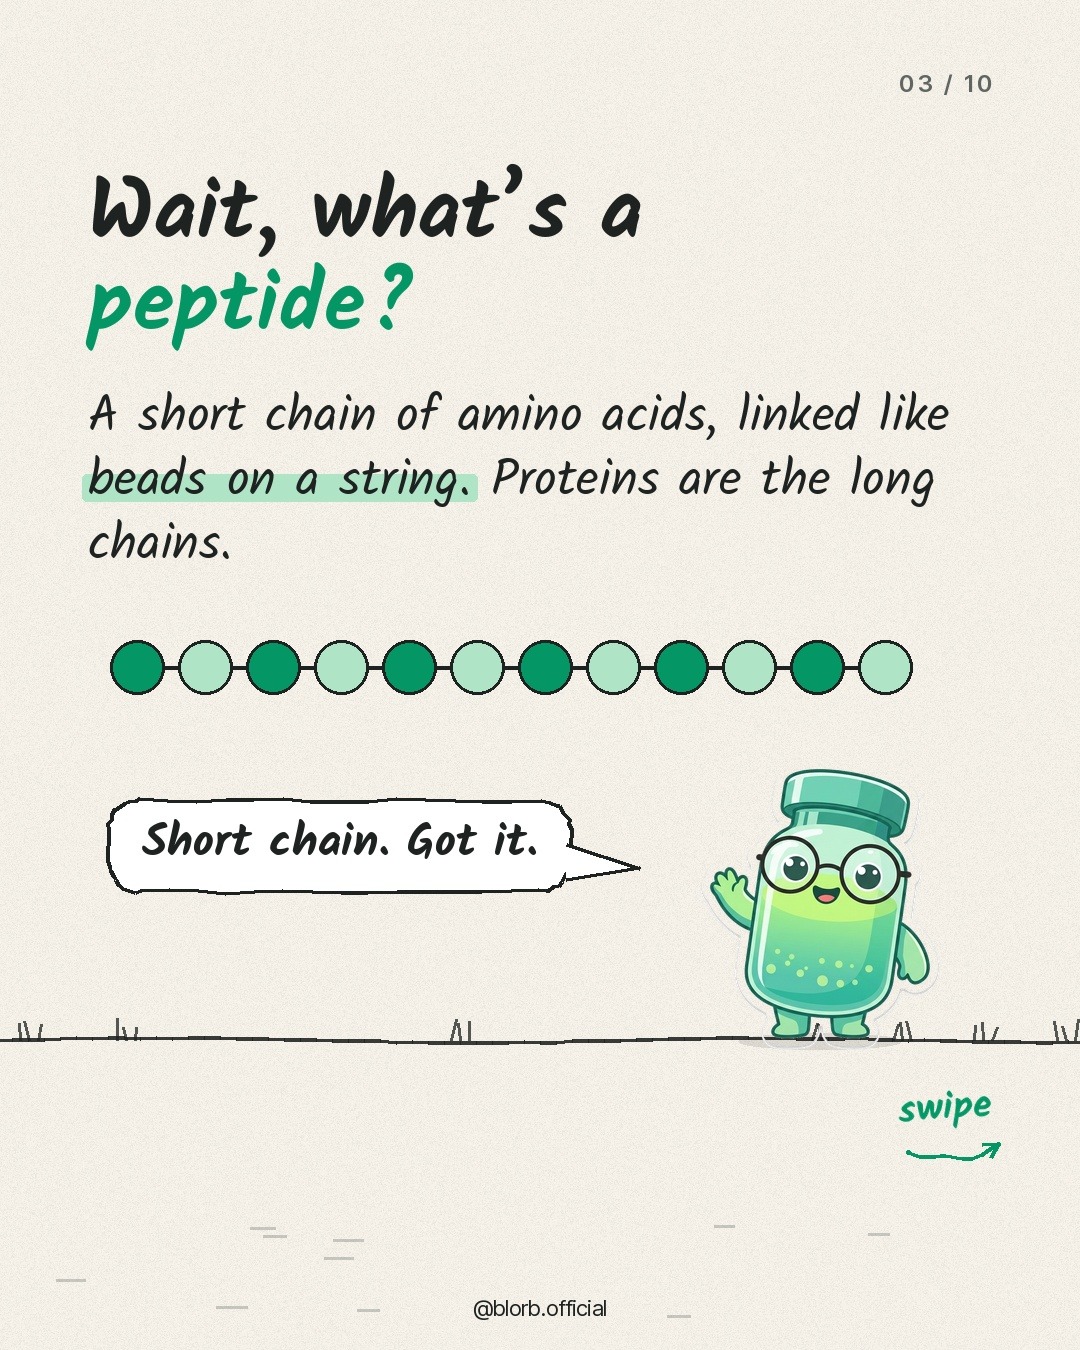 03 / 10
Wait, what’s a
peptide?
A short chain of amino acids, linked like
beads on a string. Proteins are the long
chains.
Short chain. Got it.
swipe
@blorb.official